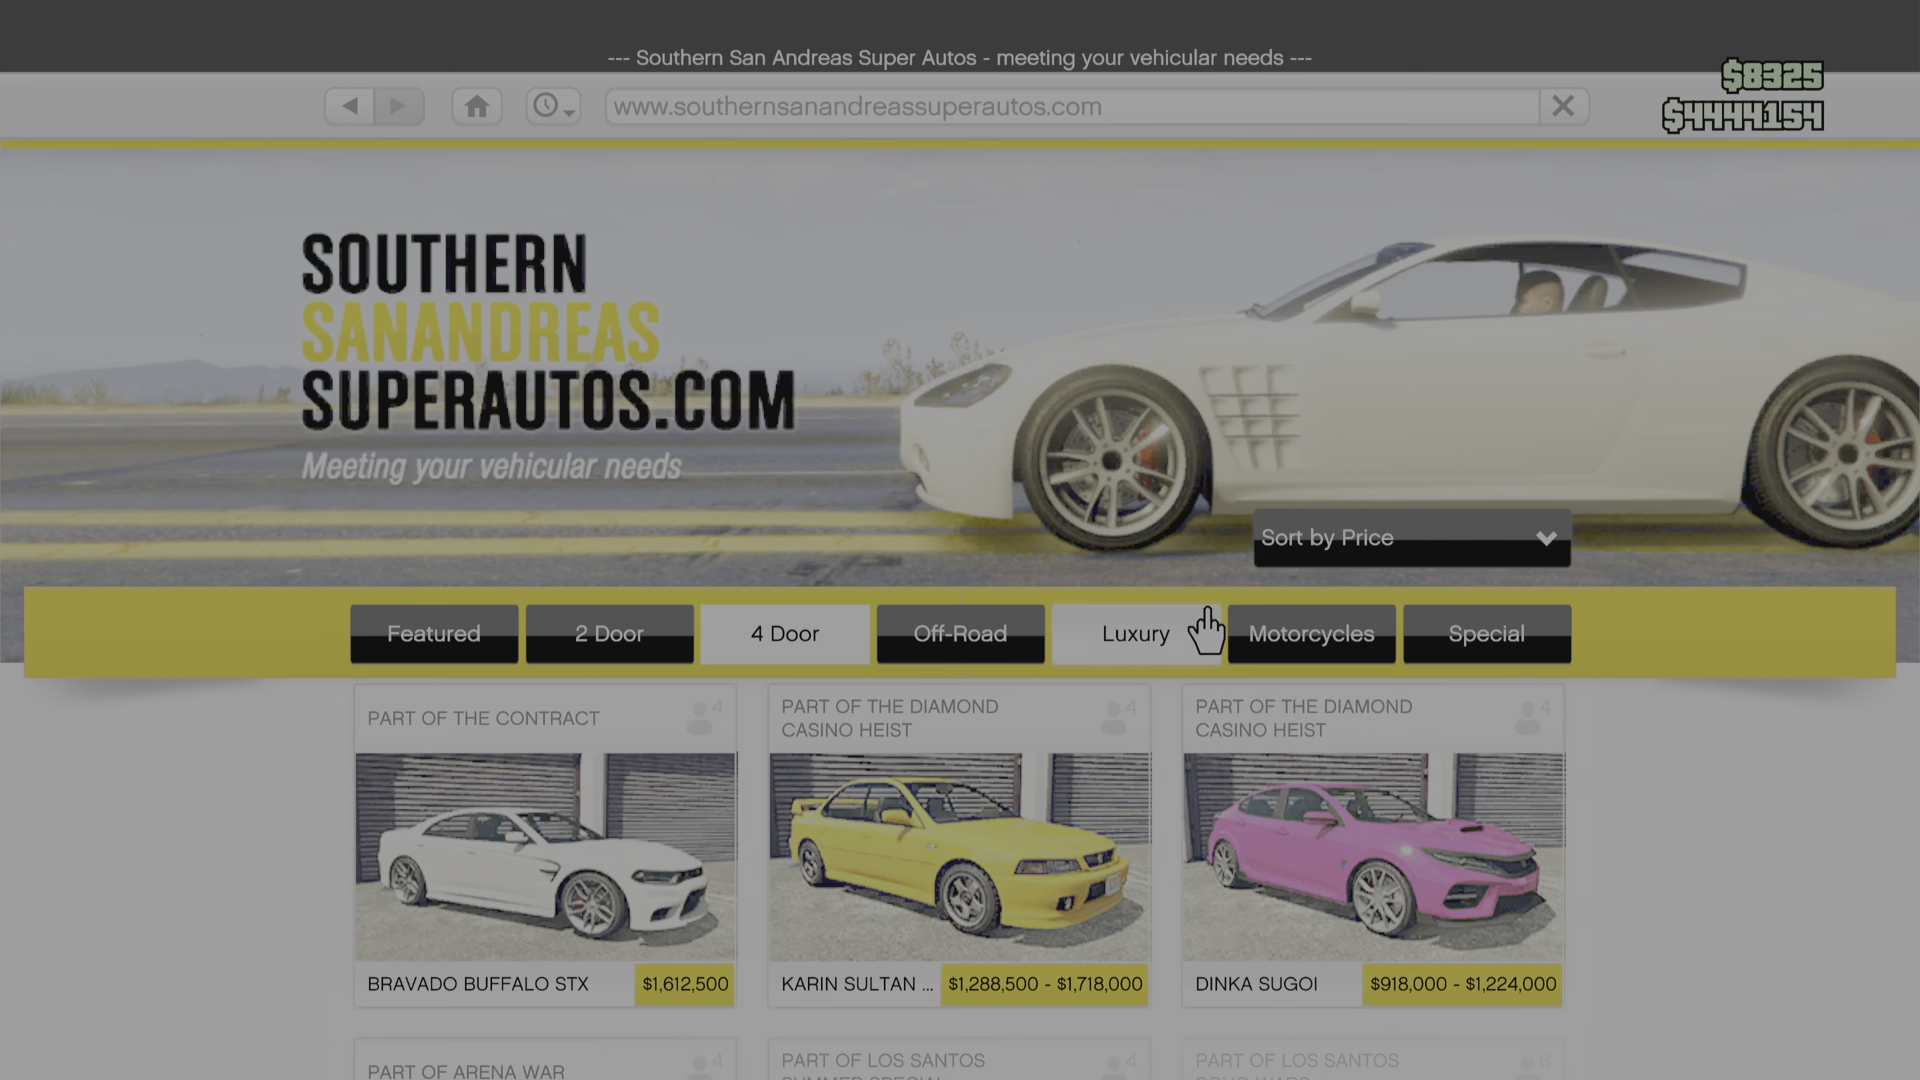 --- Southern San Andreas Super Autos - meeting your vehicular needs ---
$8325
www.southernsanandreassuperautos.com
$4444154
SOUTHERN
SANANDREAS
SUPERAUTOS.COM
Meeting your vehicular needs
Sort by Price
Featured
2 Door
4 Door
Off-Road
Luxury
Motorcycles
Special
PART OF THE CONTRACT
4
PART OF THE DIAMOND
CASINO HEIST
4
PART OF THE DIAMOND
CASINO HEIST
4
BRAVADO BUFFALO STX
$1,612,500
KARIN SULTAN ...
$1,288,500 - $1,718,000
DINKA SUGOI
$918,000 - $1,224,000
PART OF ARENA WAR
4
PART OF LOS SANTOS
SUMMER SPECIAL
4
PART OF LOS SANTOS
DRUG WARS
6